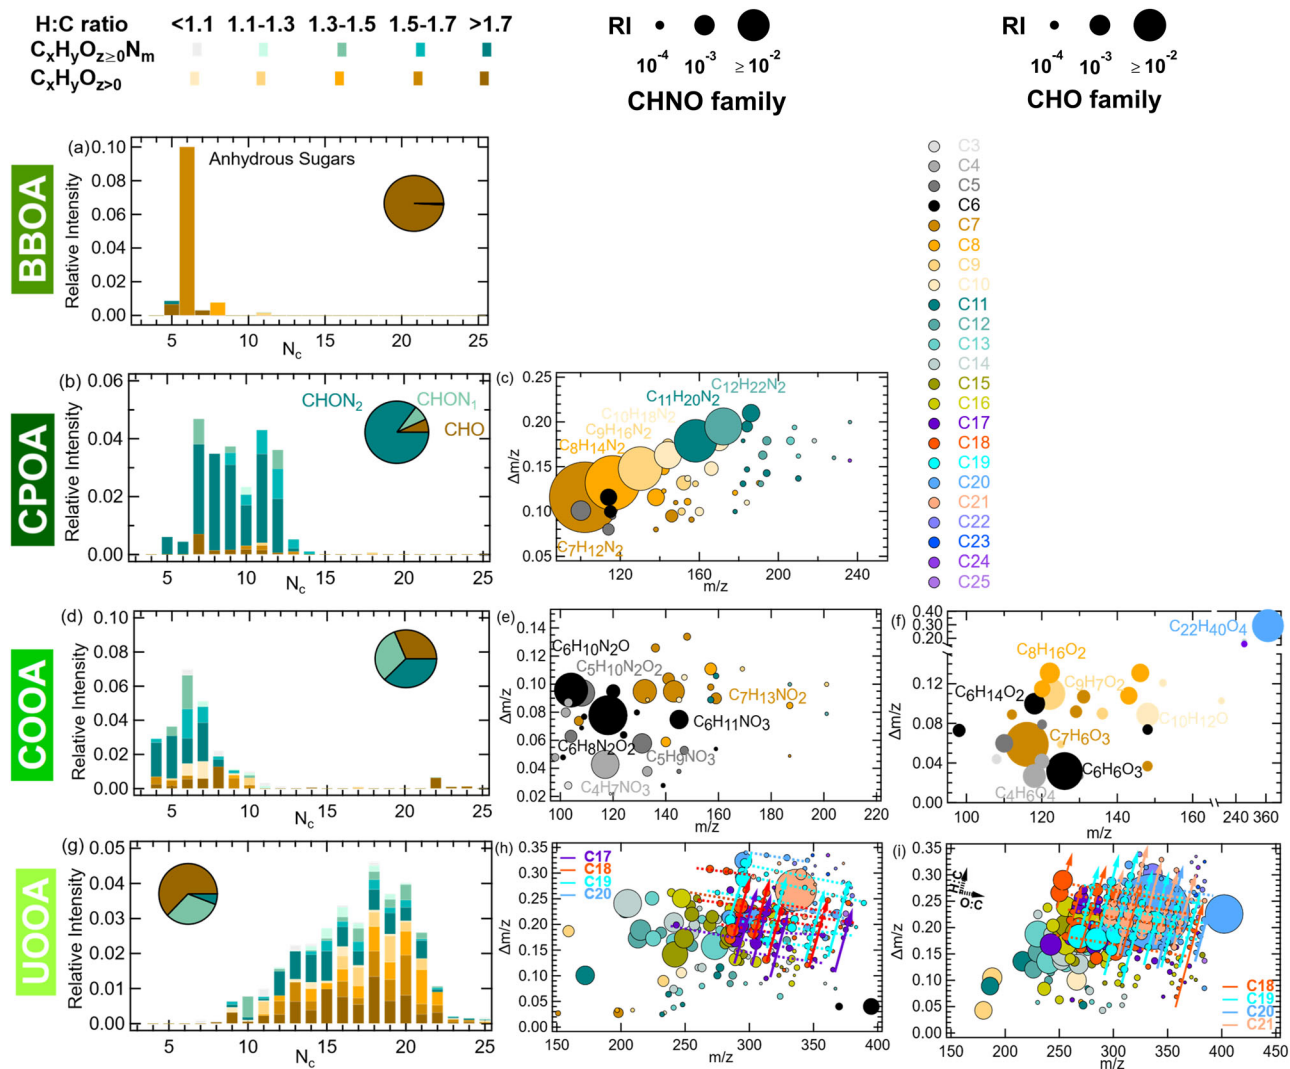 H:C ratio <1.1 1.1-1.3 1.3-1.5 1.5-1.7 >1.7
CxHyOz≥0Nm
CxHyOz>0
RI
10-4 10-3 ≥10-2
CHNO family
RI
10-4 10-3 ≥10-2
CHO family
BBOA
(a)
Anhydrous Sugars
Relative Intensity
0.10
0.08
0.06
0.04
0.02
0.00
5 10 15 20 25
Nc
C3
C4
C5
C6
C7
C8
C9
C10
C11
C12
C13
C14
C15
C16
C17
C18
C19
C20
C21
C22
C23
C24
C25
CPOA
(b)
CHON2
CHON1
CHO
Relative Intensity
0.06
0.04
0.02
0.00
5 10 15 20 25
Nc
(c)
Δm/z
0.25
0.20
0.15
0.10
0.05
C12H22N2
C11H20N2
C10H18N2
C9H16N2
C8H14N2
C7H12N2
120 160 200 240
m/z
COOA
(d)
Relative Intensity
0.10
0.08
0.06
0.04
0.02
0.00
5 10 15 20 25
Nc
(e)
Δm/z
0.14
0.12
0.10
0.08
0.06
0.04
0.02
C6H10N2O
C5H10N2O2
C7H13NO2
C6H11NO3
C6H8N2O2
C5H9NO3
C4H7NO3
100 120 140 160 180 200 220
m/z
(f)
Δm/z
0.40
0.30
0.20
0.12
0.08
0.04
0.00
C22H40O4
C8H16O2
C9H7O2
C6H14O2
C10H12O
C7H6O3
C6H6O3
C4H6O4
100 120 140 160 240 360
m/z
UOOA
(g)
Relative Intensity
0.05
0.04
0.03
0.02
0.01
0.00
5 10 15 20 25
Nc
(h)
Δm/z
0.35
0.30
0.25
0.20
0.15
0.10
0.05
0.00
C17
C18
C19
C20
150 200 250 300 350 400
m/z
(i)
Δm/z
0.35
0.30
0.25
0.20
0.15
0.10
0.05
0.00
H:C
O:C
C18
C19
C20
C21
150 200 250 300 350 400 450
m/z